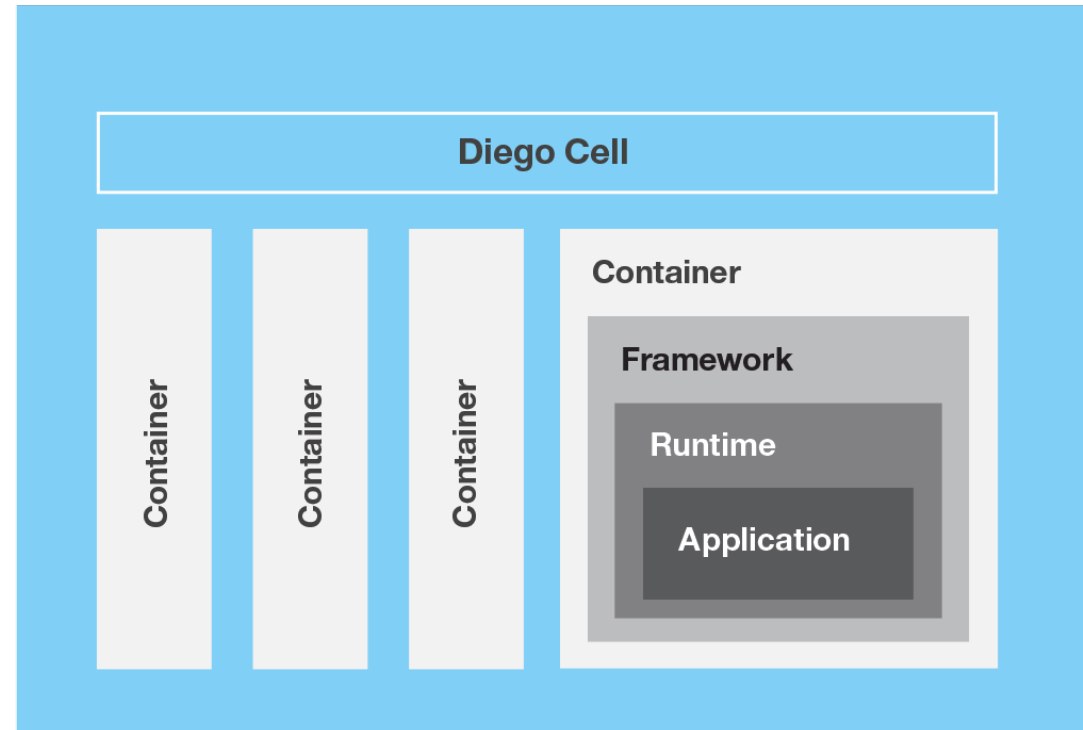 Diego Cell
Container
Container
Container
Container
Framework
Runtime
Application